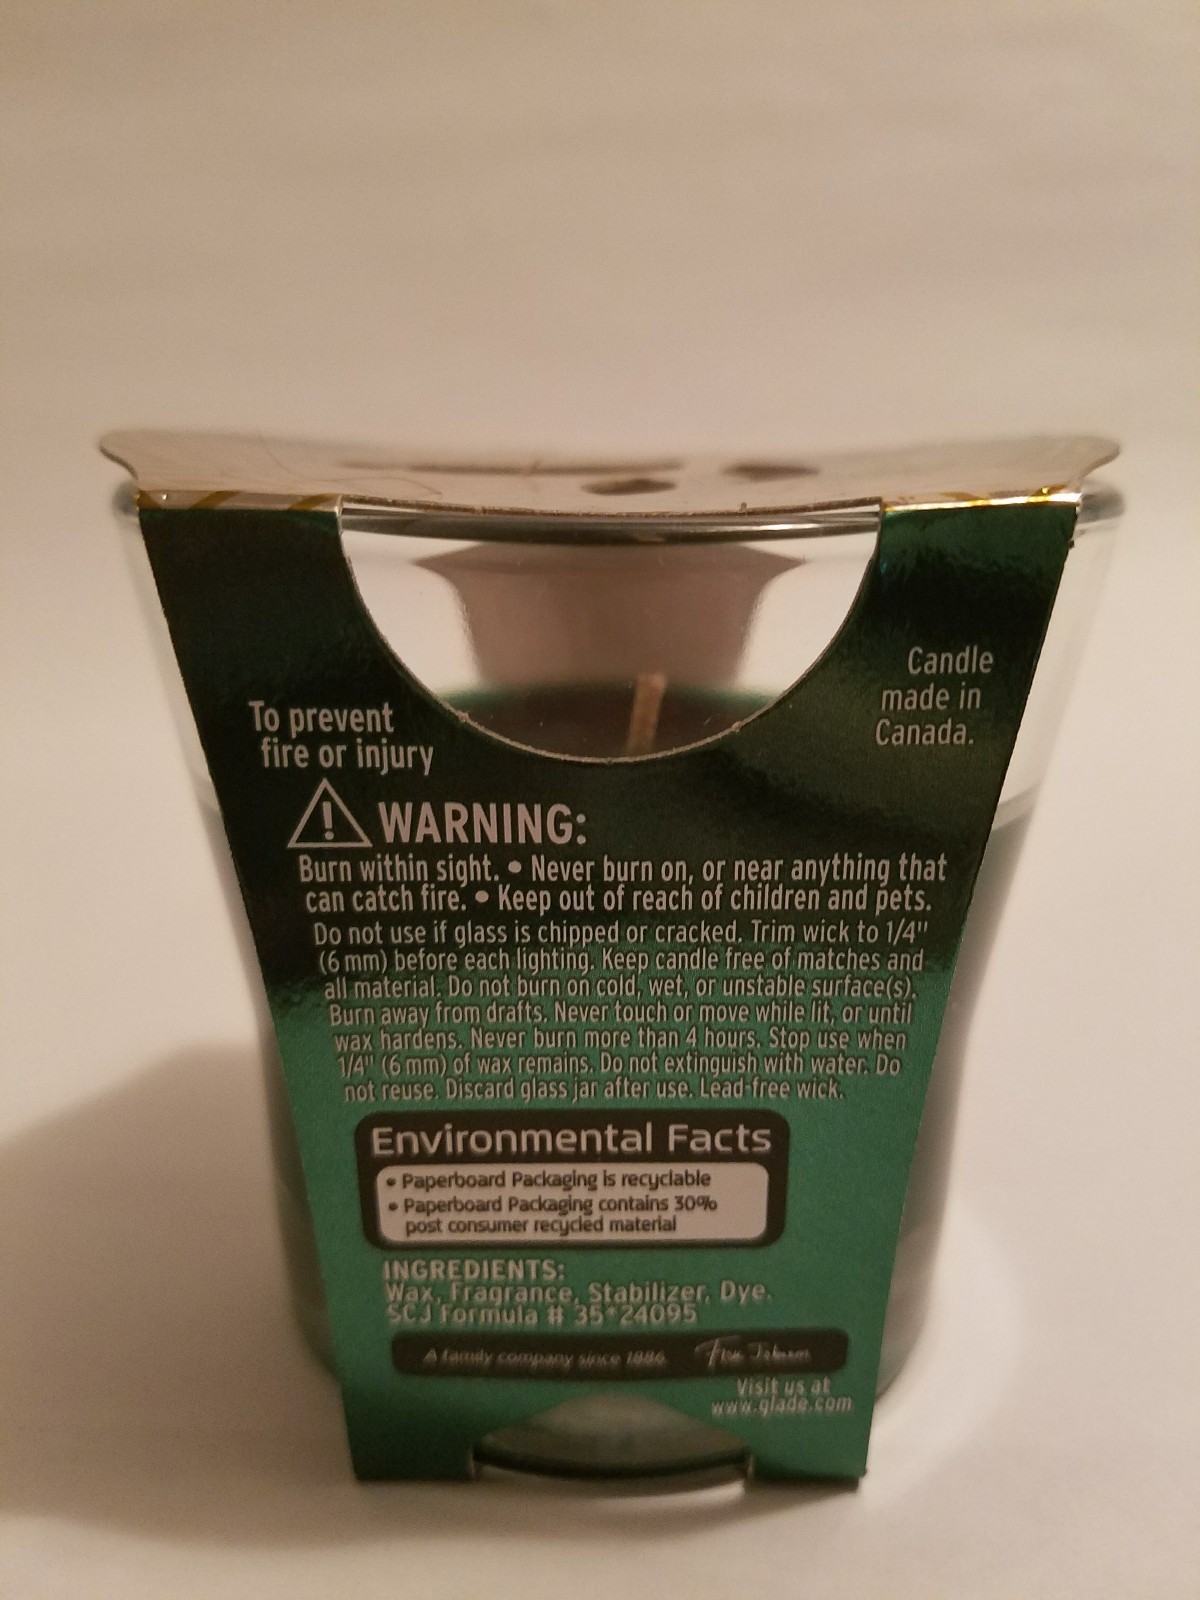 To prevent
fire or injury
Candle
made in
Canada.
WARNING:
Burn within sight. • Never burn on, or near anything that
can catch fire. • Keep out of reach of children and pets.
Do not use if glass is chipped or cracked. Trim wick to 1/4"
(6 mm) before each lighting. Keep candle free of matches and
all material. Do not burn on cold, wet, or unstable surface(s).
Burn away from drafts. Never touch or move while lit, or until
wax hardens. Never burn more than 4 hours. Stop use when
1/4" (6 mm) of wax remains. Do not extinguish with water. Do
not reuse. Discard glass jar after use. Lead-free wick.
Environmental Facts
• Paperboard Packaging is recyclable
• Paperboard Packaging contains 30%
post consumer recycled material
INGREDIENTS:
Wax, Fragrance, Stabilizer, Dye.
SCJ Formula # 35*24095
A family company since 1886
Visit us at
www.glade.com